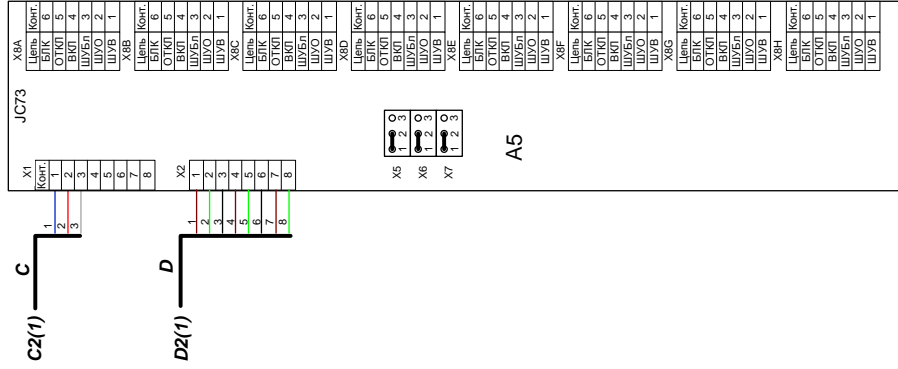 JC73
X8A
Цепь Конт.
БЛК 6
ОТКЛ 5
ВКЛ 4
ШУБл 3
ШУО 2
ШУВ 1
X8B
Цепь Конт.
БЛК 6
ОТКЛ 5
ВКЛ 4
ШУБл 3
ШУО 2
ШУВ 1
X8C
Цепь Конт.
БЛК 6
ОТКЛ 5
ВКЛ 4
ШУБл 3
ШУО 2
ШУВ 1
X8D
Цепь Конт.
БЛК 6
ОТКЛ 5
ВКЛ 4
ШУБл 3
ШУО 2
ШУВ 1
X8E
Цепь Конт.
БЛК 6
ОТКЛ 5
ВКЛ 4
ШУБл 3
ШУО 2
ШУВ 1
X8F
Цепь Конт.
БЛК 6
ОТКЛ 5
ВКЛ 4
ШУБл 3
ШУО 2
ШУВ 1
X8G
Цепь Конт.
БЛК 6
ОТКЛ 5
ВКЛ 4
ШУБл 3
ШУО 2
ШУВ 1
X8H
Цепь Конт.
БЛК 6
ОТКЛ 5
ВКЛ 4
ШУБл 3
ШУО 2
ШУВ 1
X1
Конт.
1
2
3
4
5
6
7
8
X2
1
2
3
4
5
6
7
8
X5
1 2 3
X6
1 2 3
X7
1 2 3
A5
1
2
3
C
C2(1)
1
2
3
4
5
6
7
8
D
D2(1)